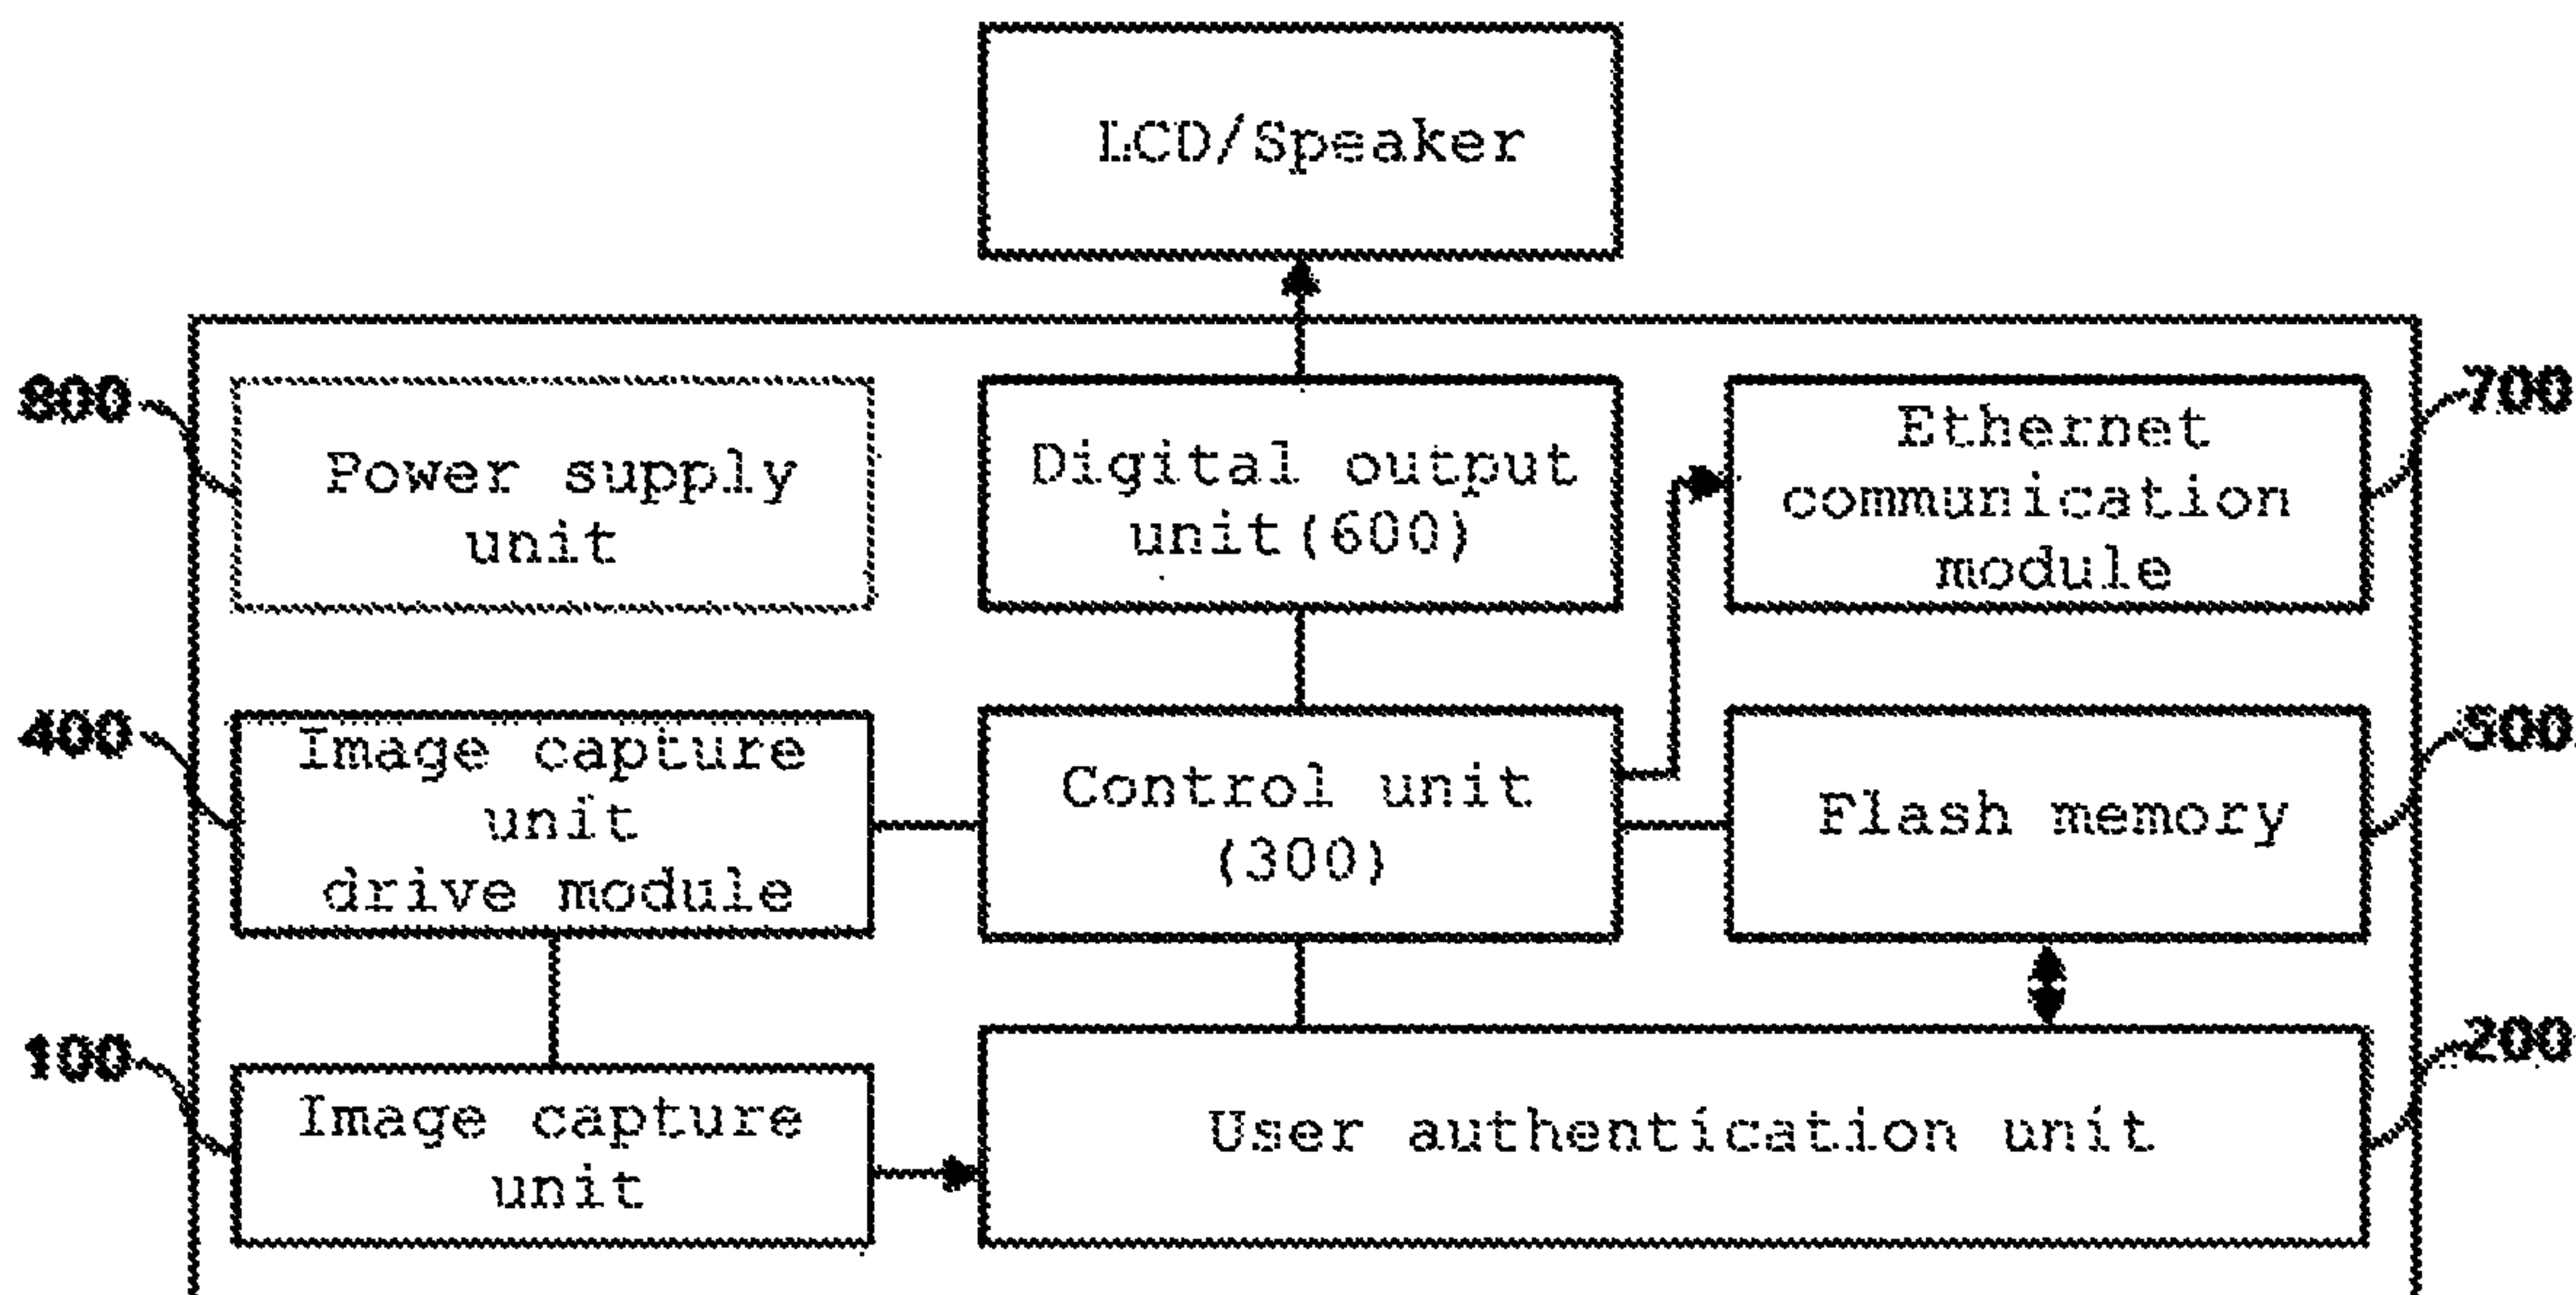 LCD/Speaker
800
Power supply
unit
Digital output
unit(600)
Ethernet
communication
module
700
400
Image capture
unit
drive module
Control unit
(300)
Flash memory
500
100
Image capture
unit
User authentication unit
200